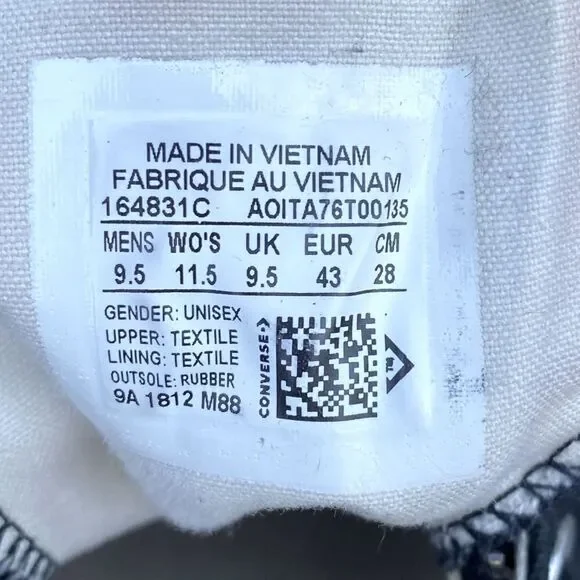 MADE IN VIETNAM
FABRIQUE AU VIETNAM
164831C AOITA76T00135
MENS WO'S UK EUR CM
9.5 11.5 9.5 43 28
GENDER: UNISEX
UPPER: TEXTILE
LINING: TEXTILE
OUTSOLE: RUBBER
9A 1812 M88
CONVERSE
TM